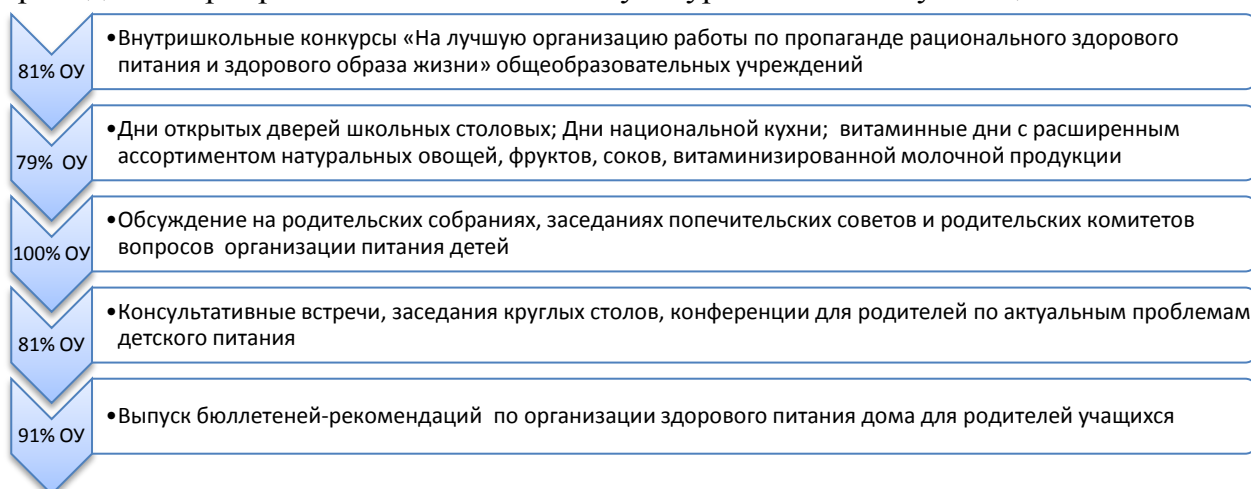 81% ОУ
•Внутришкольные конкурсы «На лучшую организацию работы по пропаганде рационального здорового
питания и здорового образа жизни» общеобразовательных учреждений
79% ОУ
•Дни открытых дверей школьных столовых; Дни национальной кухни; витаминные дни с расширенным
ассортиментом натуральных овощей, фруктов, соков, витаминизированной молочной продукции
100% ОУ
•Обсуждение на родительских собраниях, заседаниях попечительских советов и родительских комитетов
вопросов организации питания детей
81% ОУ
•Консультативные встречи, заседания круглых столов, конференции для родителей по актуальным проблемам
детского питания
91% ОУ
•Выпуск бюллетеней-рекомендаций по организации здорового питания дома для родителей учащихся